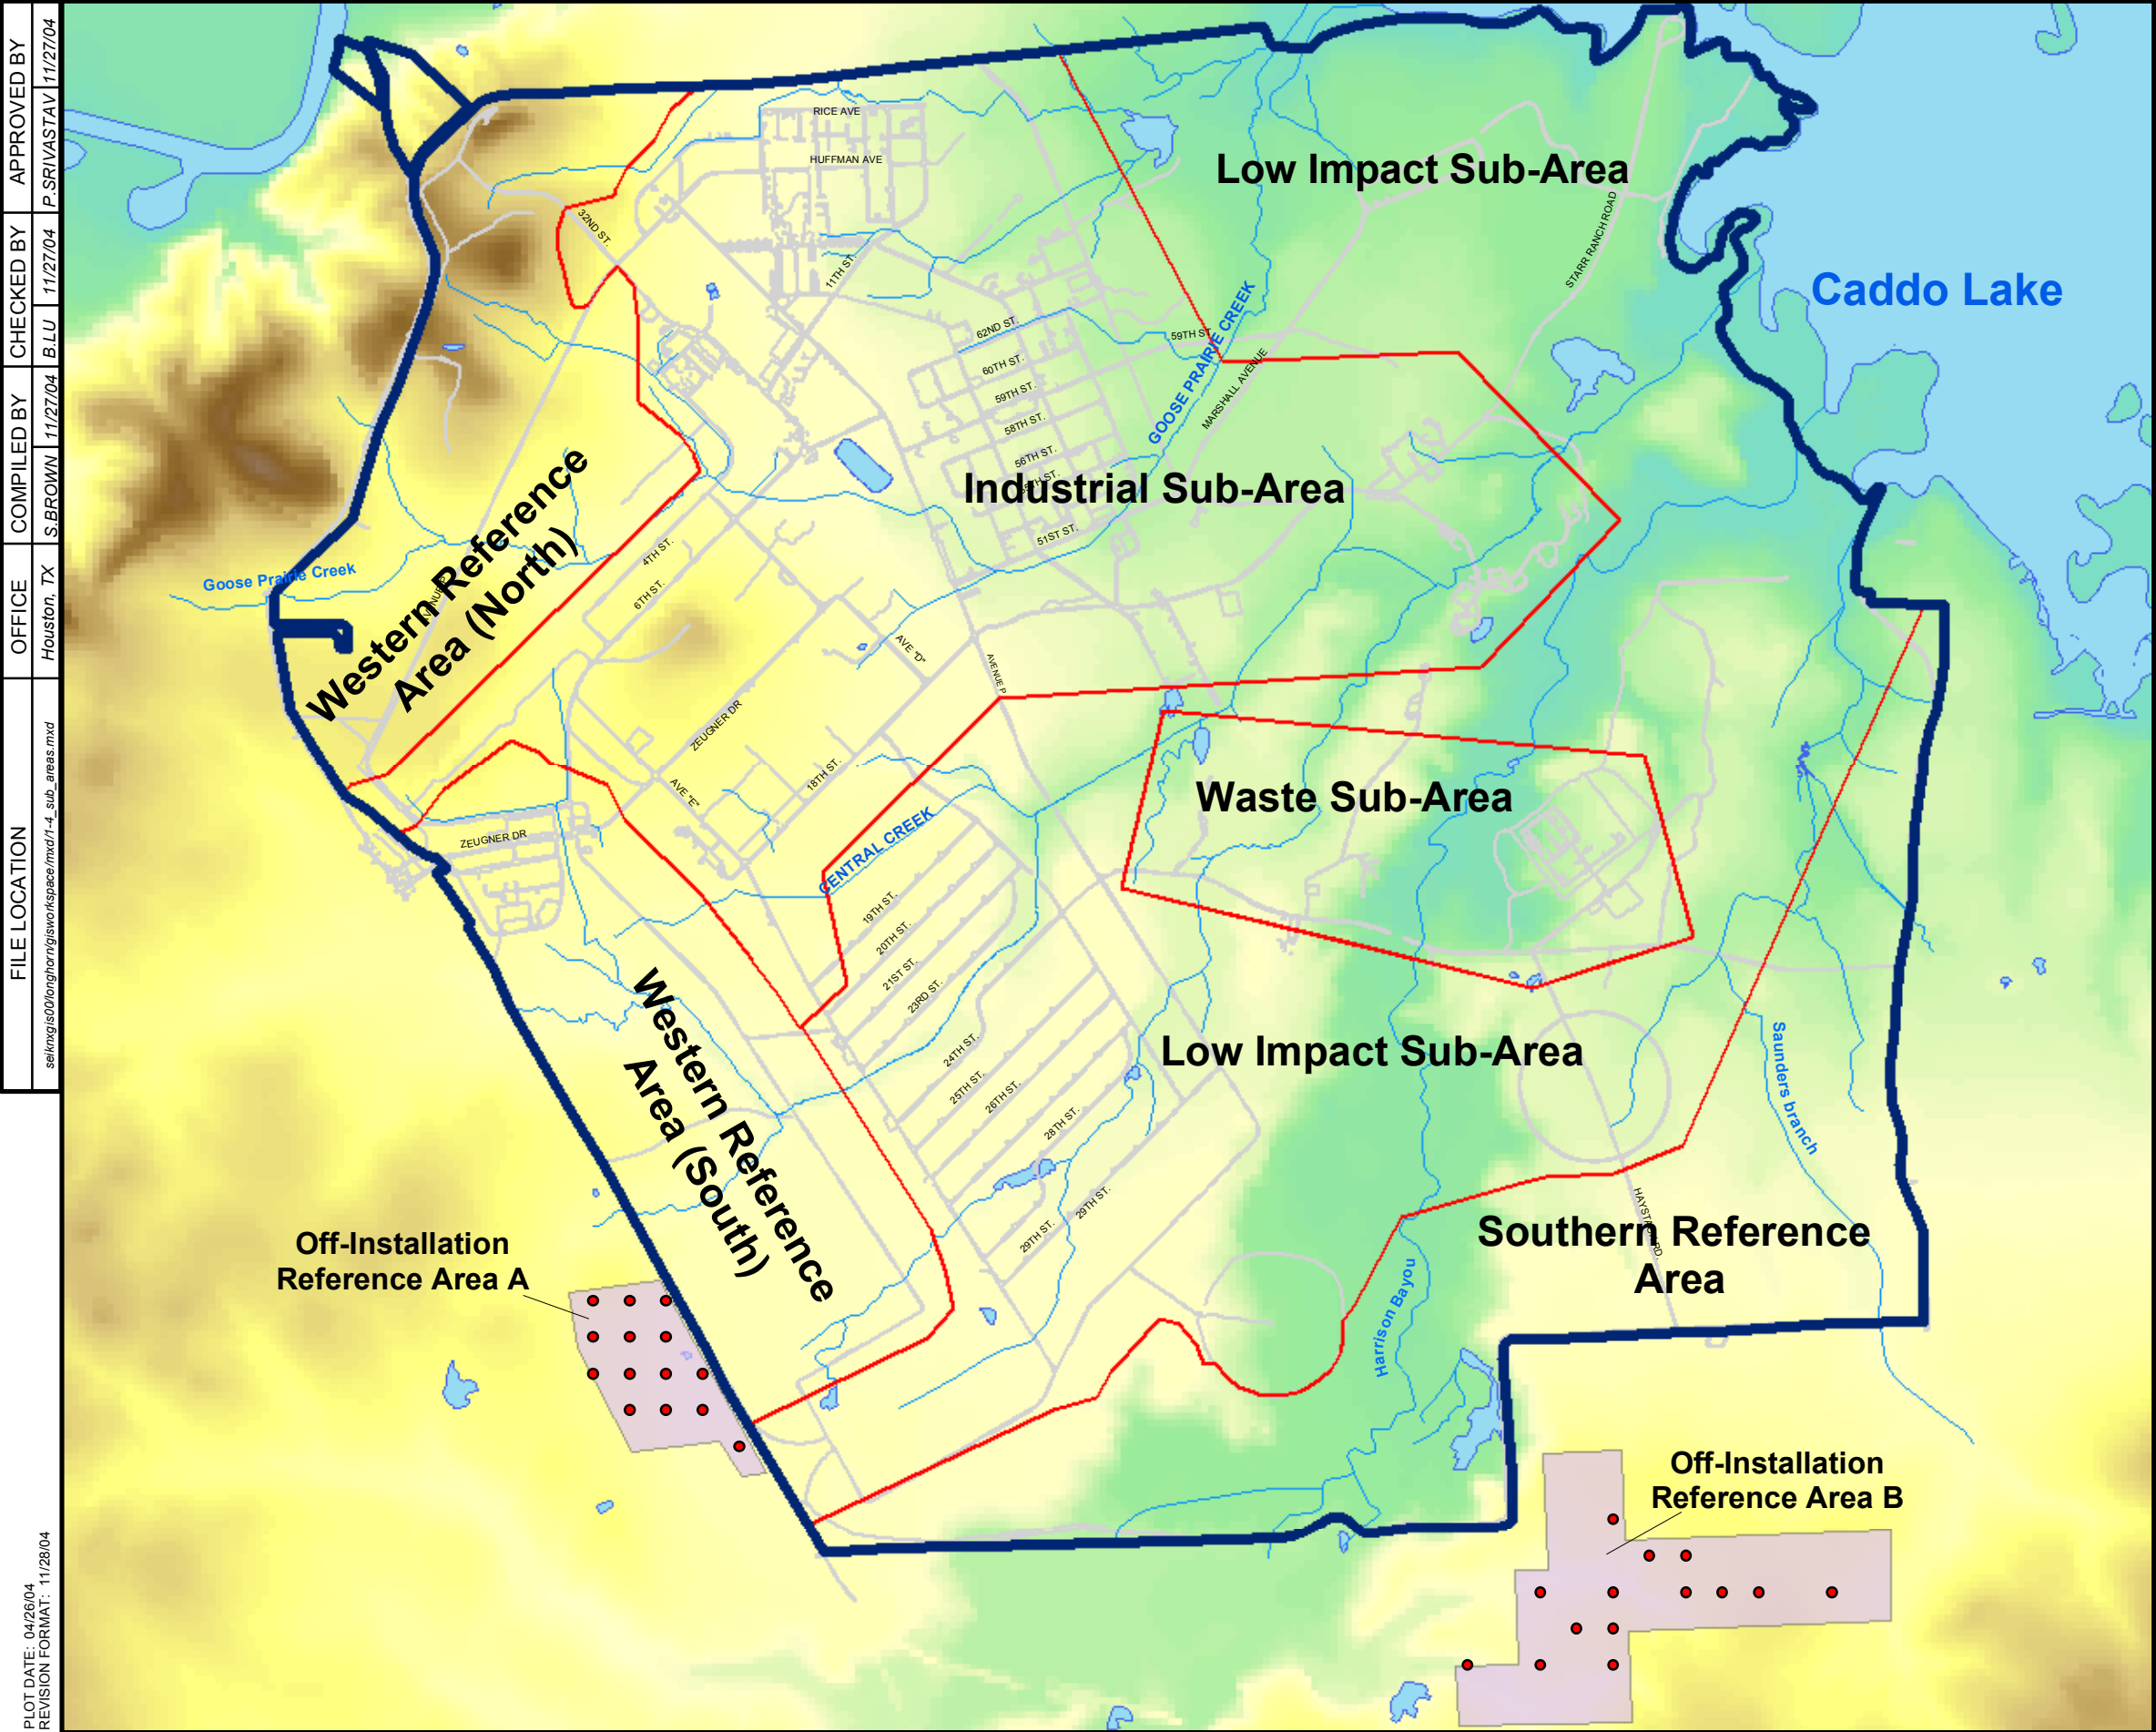 APPROVED BY
P.SRIVASTAV 11/27/04
CHECKED BY
B.LU 11/27/04
COMPILED BY
S.BROWN 11/27/04
OFFICE
Houston, TX
FILE LOCATION
seiknxgis00/longhorn/gisworkspace/mxd/1-4_sub_areas.mxd
PLOT DATE: 04/26/04
REVISION FORMAT: 11/28/04
RICE AVE
HUFFMAN AVE
32ND ST.
11TH ST.
Low Impact Sub-Area
STARR RANCH ROAD
Caddo Lake
62ND ST.
60TH ST.
59TH ST.
59TH ST.
58TH ST.
56TH ST.
51ST ST.
GOOSE PRAIRIE CREEK
MARSHALL AVENUE
Industrial Sub-Area
Goose Prairie Creek
Western Reference
Area (North)
4TH ST.
6TH ST.
AVE "D"
AVENUE P
ZEUGNER DR
18TH ST.
AVE "E"
ZEUGNER DR
CENTRAL CREEK
Waste Sub-Area
19TH ST.
20TH ST.
21ST ST.
23RD ST.
24TH ST.
25TH ST.
26TH ST.
28TH ST.
29TH ST.
29TH ST.
Low Impact Sub-Area
Saunders branch
Western Reference
Area (South)
Off-Installation
Reference Area A
Southern Reference
Area
Harrison Bayou
Off-Installation
Reference Area B